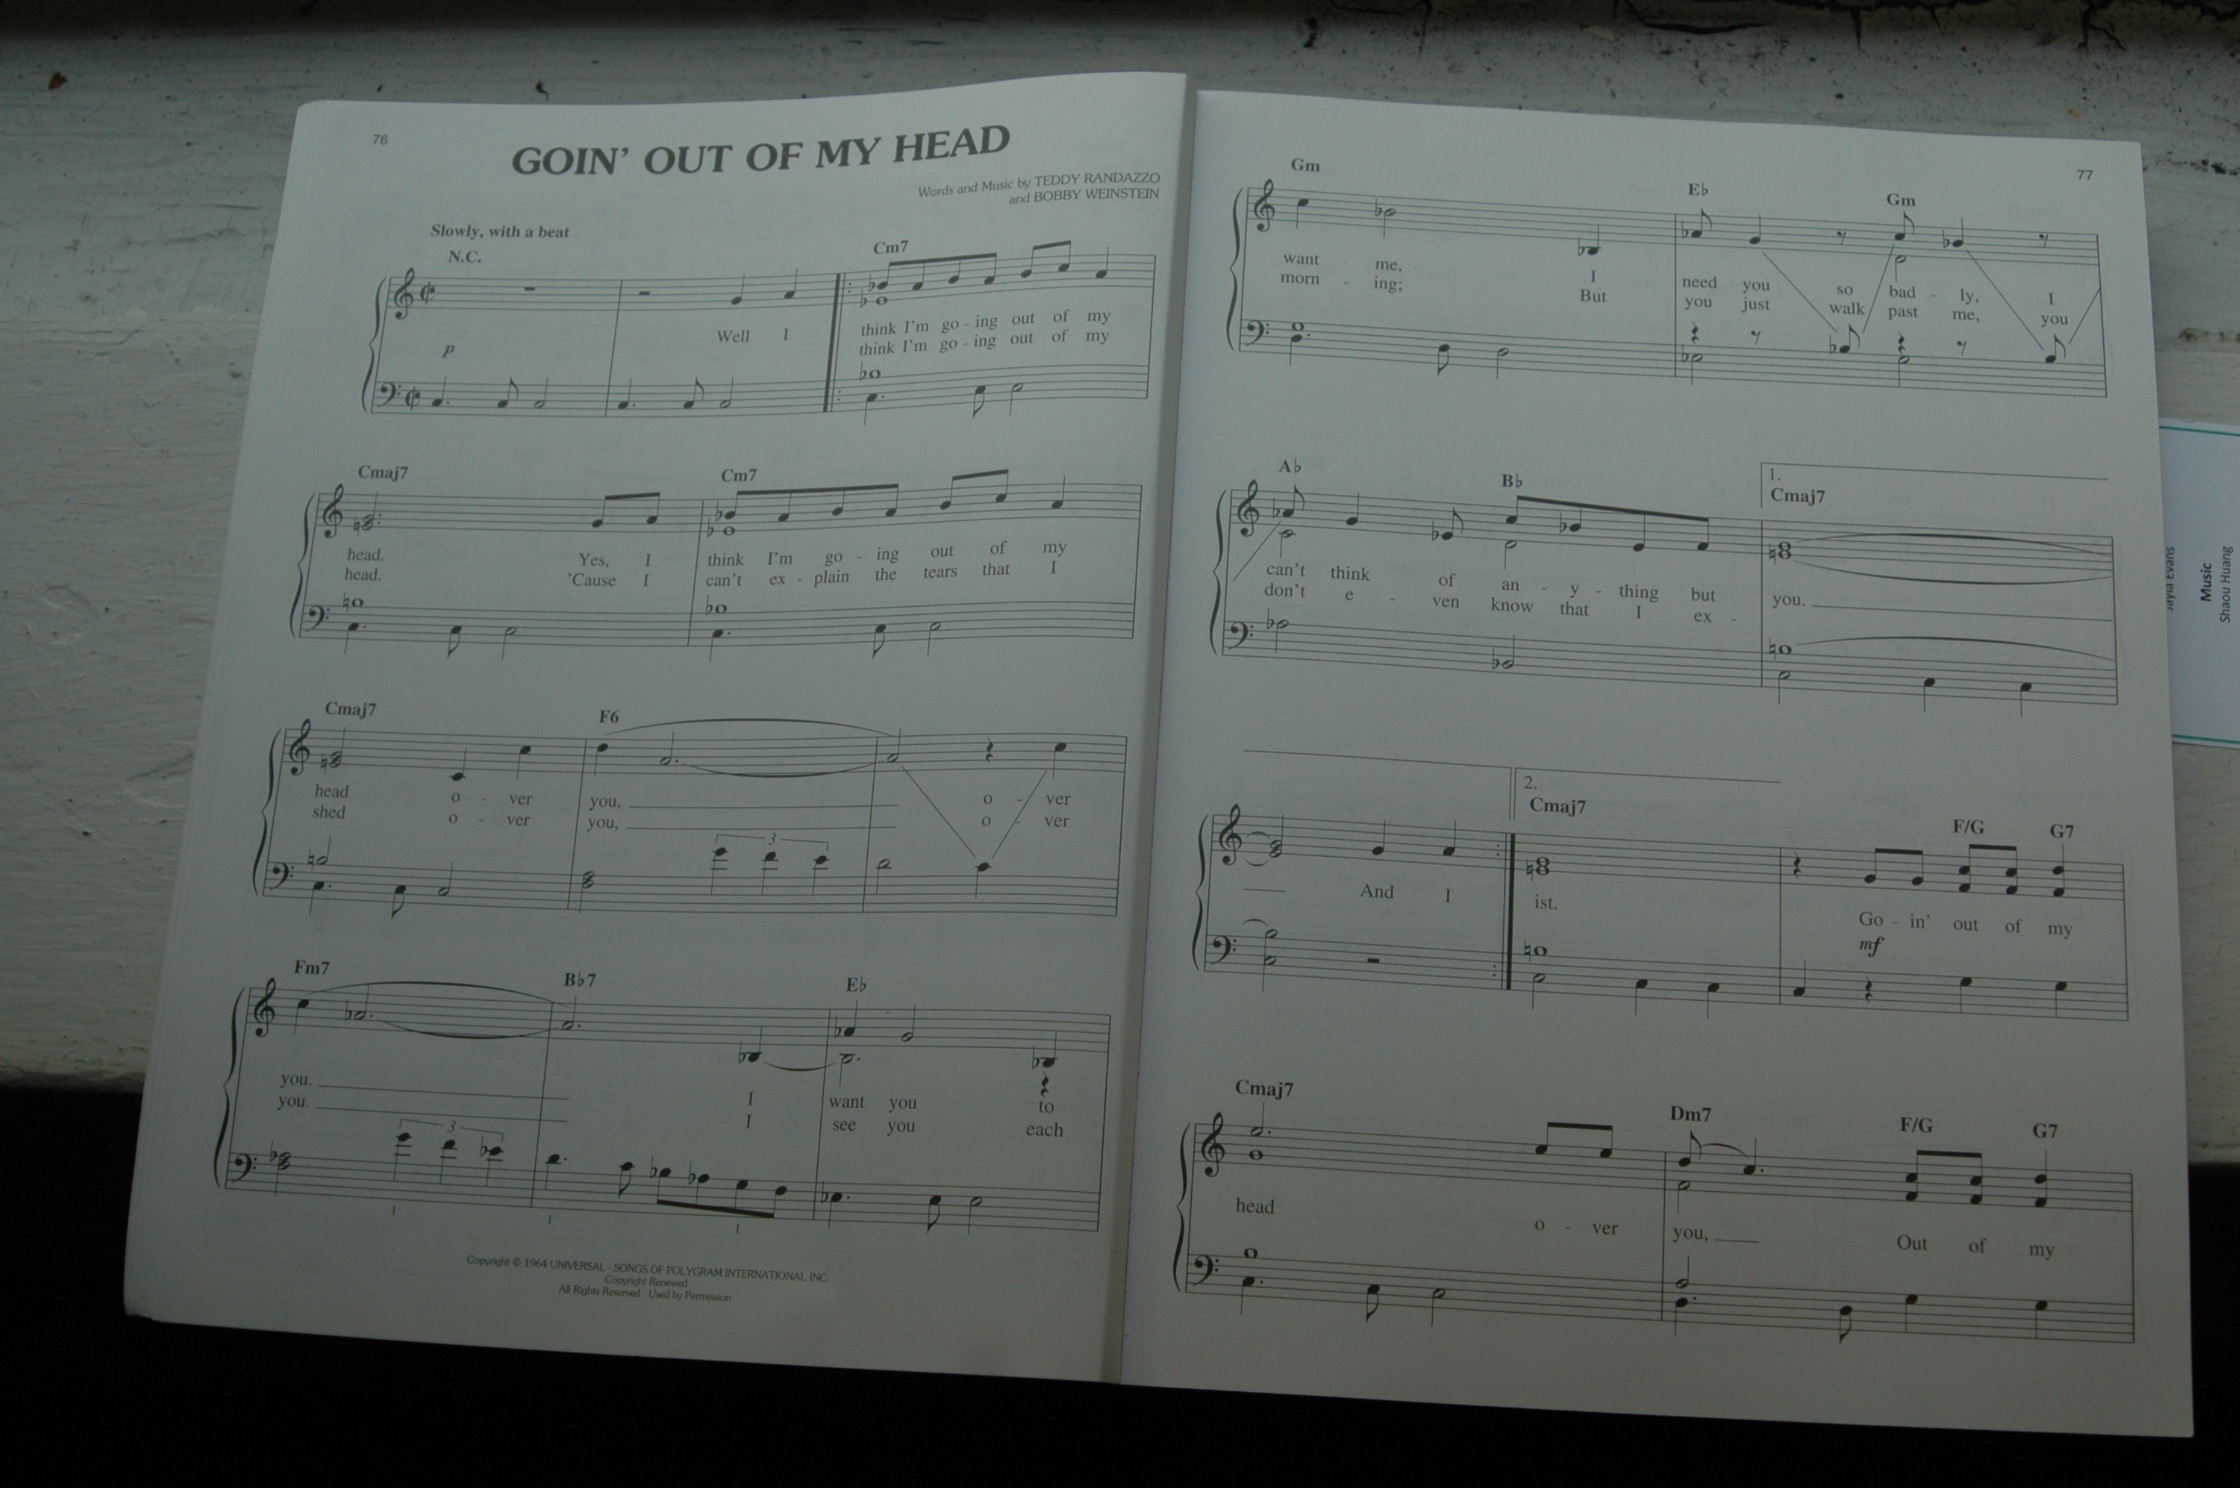 76
GOIN' OUT OF MY HEAD
Words and Music by TEDDY RANDAZZO
and BOBBY WEINSTEIN
Slowly, with a beat
N.C.
Cm7
Well I think I'm go - ing out of my
think I'm go - ing out of my
p
Cmaj7 Cm7
head. Yes, I think I'm go - ing out of my
head. 'Cause I can't ex - plain the tears that I
Cmaj7 F6
head o - ver you, o - ver
shed o - ver you, o - ver
3
Fm7 B♭7 E♭
you. I want you to
you. I see you each
3
Copyright © 1964 UNIVERSAL - SONGS OF POLYGRAM INTERNATIONAL INC.
Copyright Renewed
All Rights Reserved Used by Permission
77
Gm E♭ Gm
want me, I need you so bad - ly, I
morn - ing; But you just walk past me, you
A♭ B♭ 1. Cmaj7
can't think of an - y - thing but you.
don't e - ven know that I ex -
2.
Cmaj7 F/G G7
And I ist. Go - in' out of my
mf
Cmaj7 Dm7 F/G G7
head o - ver you, Out of my
Jayla Evans
Music
Shaou Huang